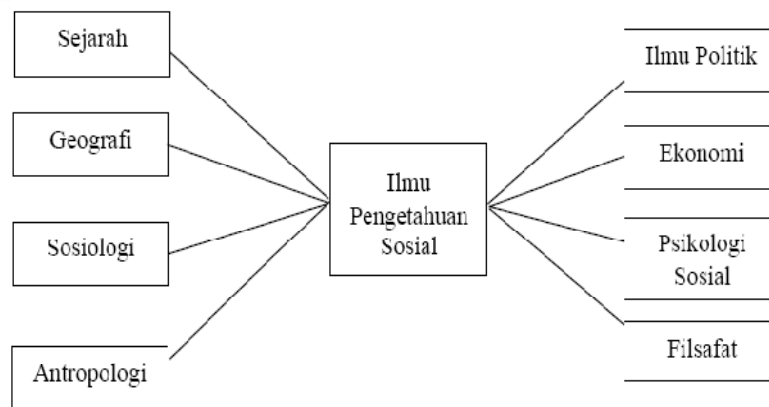 Sejarah
Geografi
Sosiologi
Antropologi
Ilmu
Pengetahuan
Sosial
Ilmu Politik
Ekonomi
Psikologi
Sosial
Filsafat